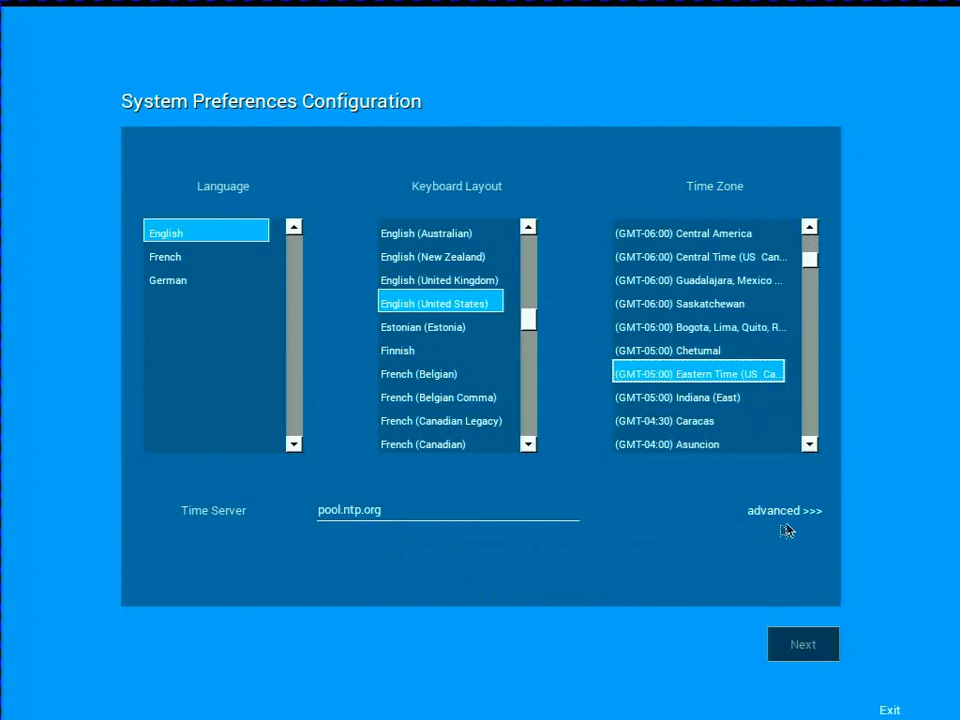 System Preferences Configuration
Language
English
French
German
Keyboard Layout
English (Australian)
English (New Zealand)
English (United Kingdom)
English (United States)
Estonian (Estonia)
Finnish
French (Belgian)
French (Belgian Comma)
French (Canadian Legacy)
French (Canadian)
Time Zone
(GMT-06:00) Central America
(GMT-06:00) Central Time (US  Can...
(GMT-06:00) Guadalajara, Mexico ...
(GMT-06:00) Saskatchewan
(GMT-05:00) Bogota, Lima, Quito, R...
(GMT-05:00) Chetumal
(GMT-05:00) Eastern Time (US  Ca...
(GMT-05:00) Indiana (East)
(GMT-04:30) Caracas
(GMT-04:00) Asuncion
Time Server
pool.ntp.org
advanced >>>
Next
Exit